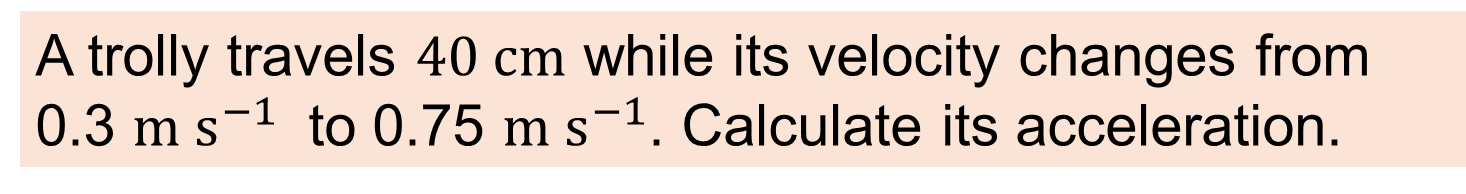 A trolly travels 40 cm while its velocity changes from
0.3 m s⁻¹ to 0.75 m s⁻¹. Calculate its acceleration.